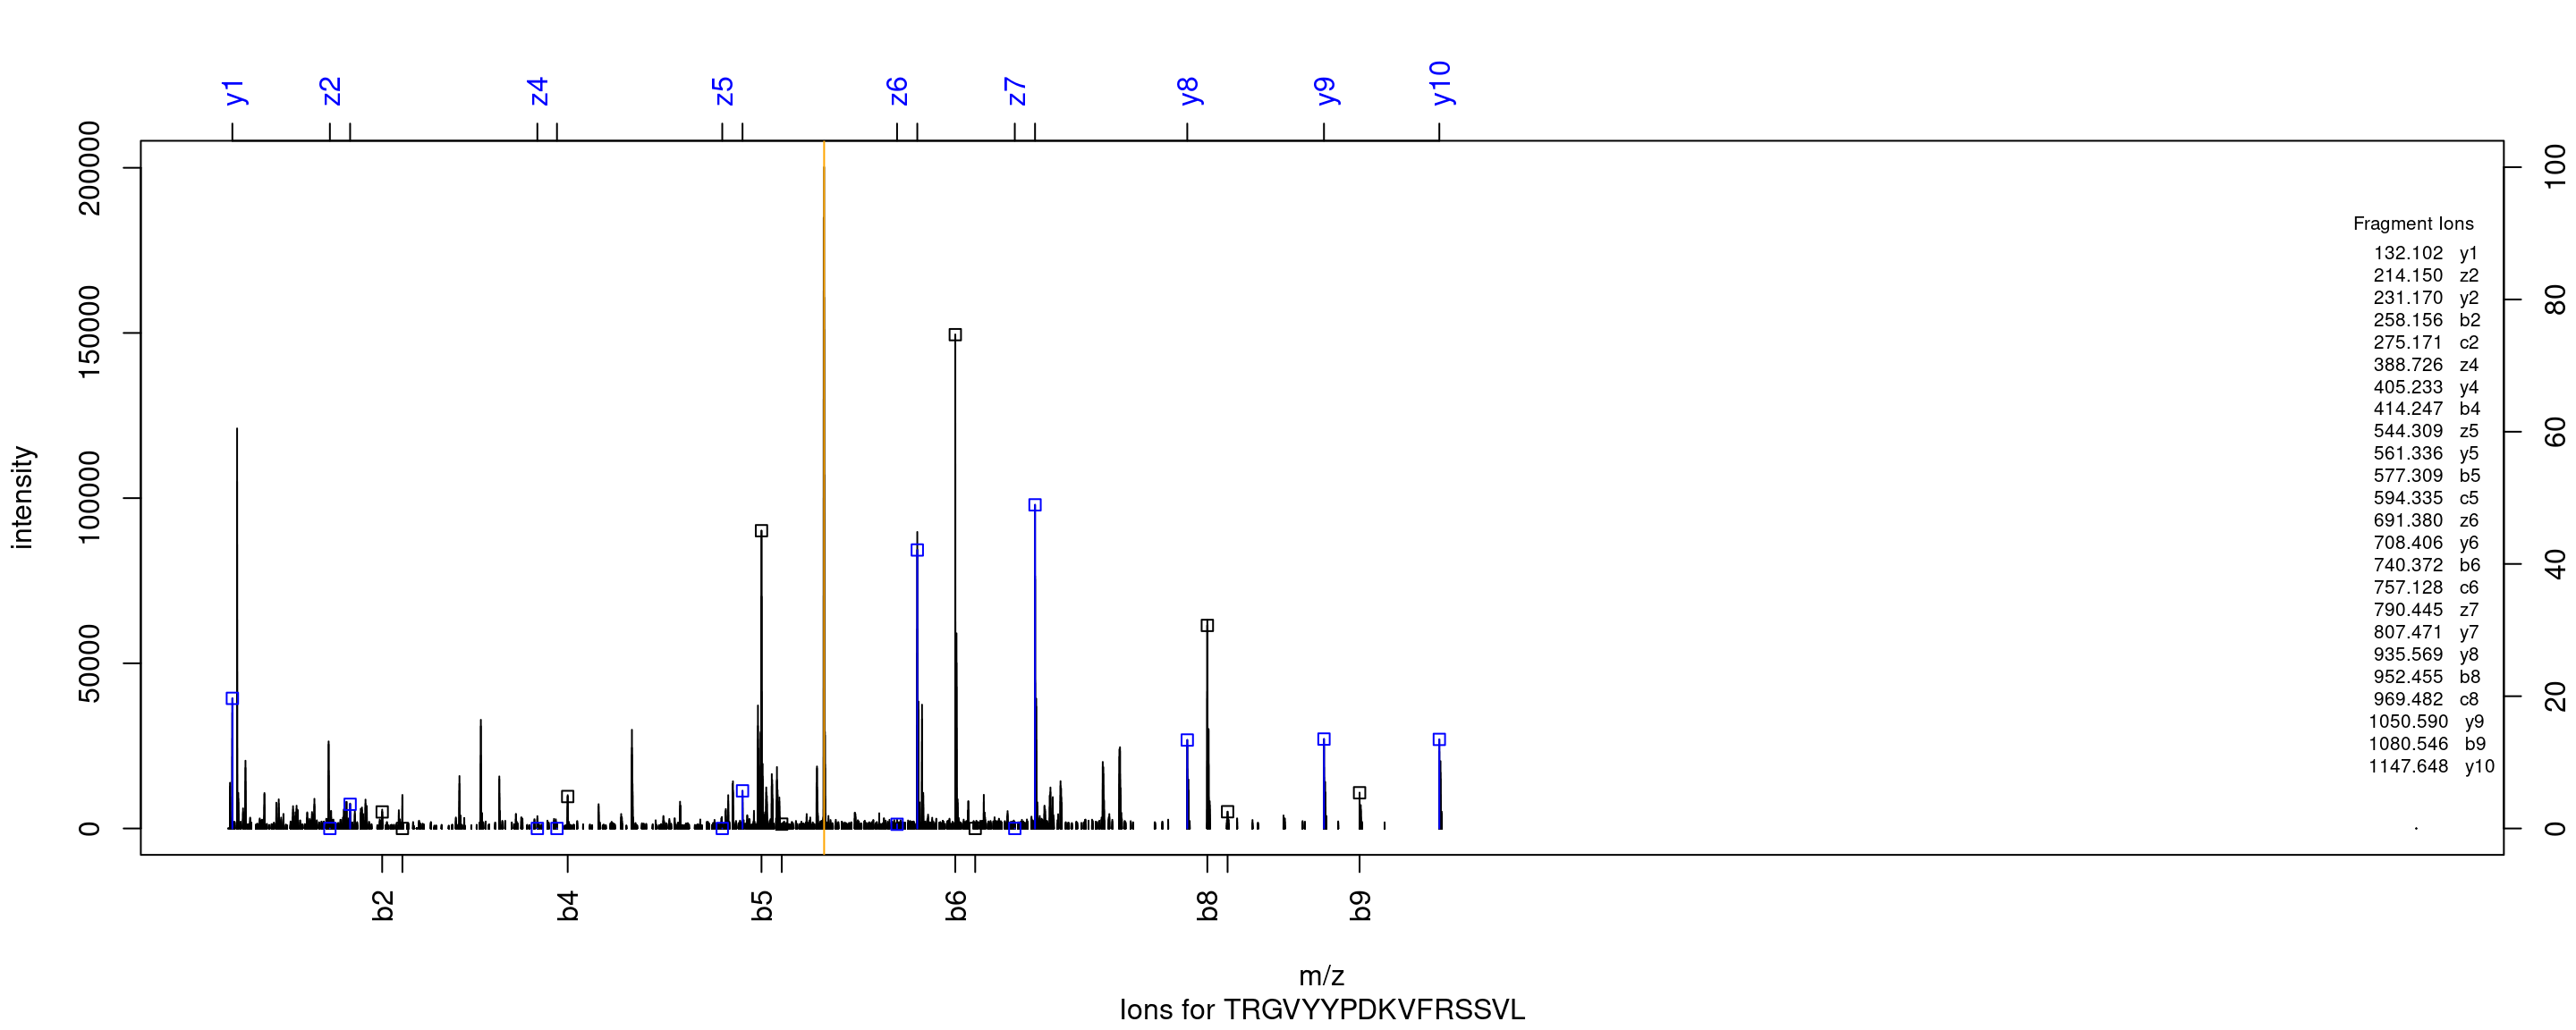 y1 z2 z4 z5 z6 z7 y8 y9 y10
200000 150000 100000 50000 0
intensity
100 80 60 40 20 0
Fragment Ions
132.102 y1
214.150 z2
231.170 y2
258.156 b2
275.171 c2
388.726 z4
405.233 y4
414.247 b4
544.309 z5
561.336 y5
577.309 b5
594.335 c5
691.380 z6
708.406 y6
740.372 b6
757.128 c6
790.445 z7
807.471 y7
935.569 y8
952.455 b8
969.482 c8
1050.590 y9
1080.546 b9
1147.648 y10
b2 b4 b5 b6 b8 b9
m/z
Ions for TRGVYYPDKVFRSSVL